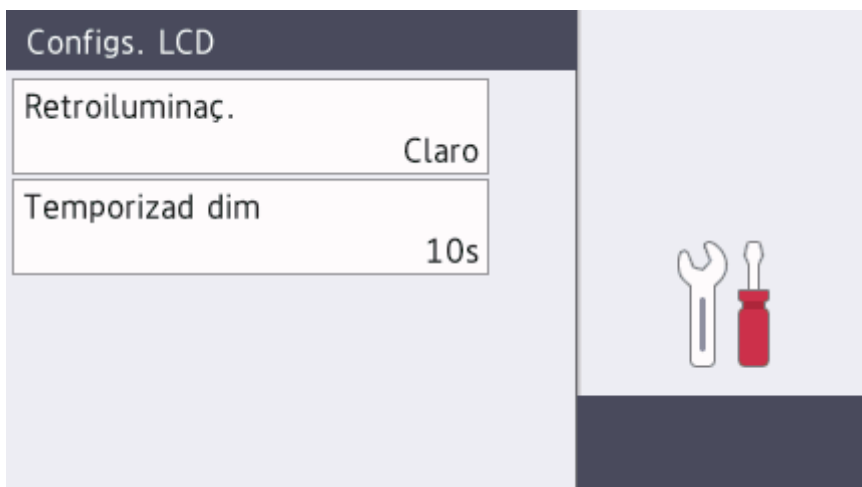 Configs. LCD
Retroiluminaç.
Claro
Temporizad dim
10s